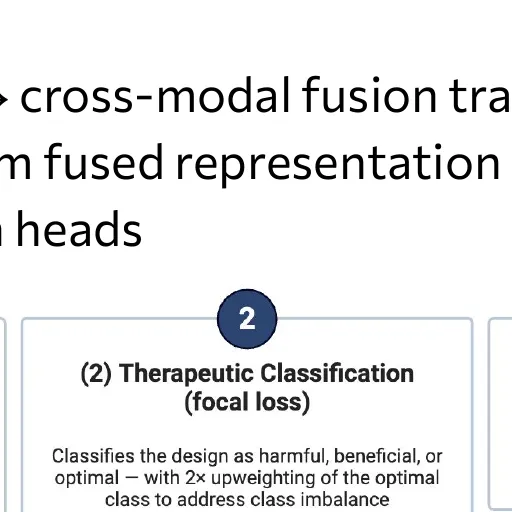 cross-modal fusion tra
m fused representation
heads
2
(2) Therapeutic Classification
(focal loss)
Classifies the design as harmful, beneficial, or
optimal — with 2× upweighting of the optimal
class to address class imbalance